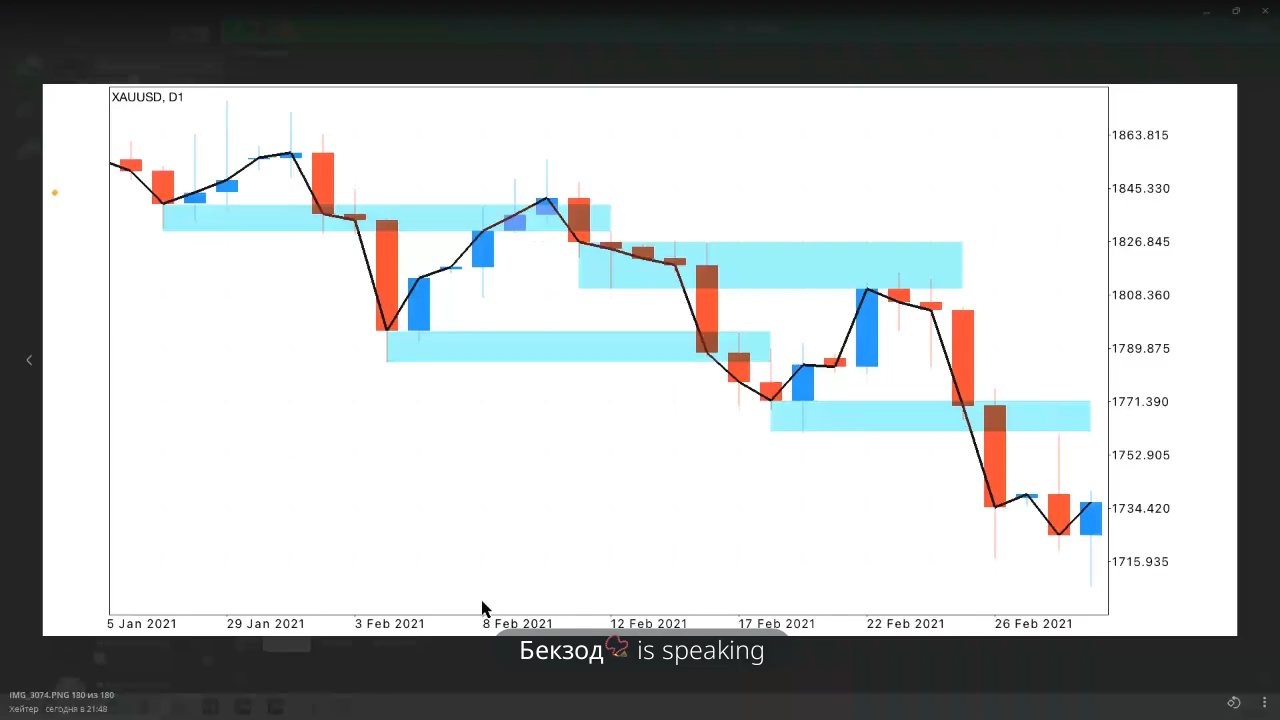 XAUUSD, D1
1863.815
1845.330
1826.845
1808.360
1789.875
1771.390
1752.905
1734.420
1715.935
5 Jan 2021 29 Jan 2021 3 Feb 2021 8 Feb 2021 12 Feb 2021 17 Feb 2021 22 Feb 2021 26 Feb 2021
Бекзод is speaking
IMG_3074.PNG 180 из 180
Хейтер сегодня в 21:48